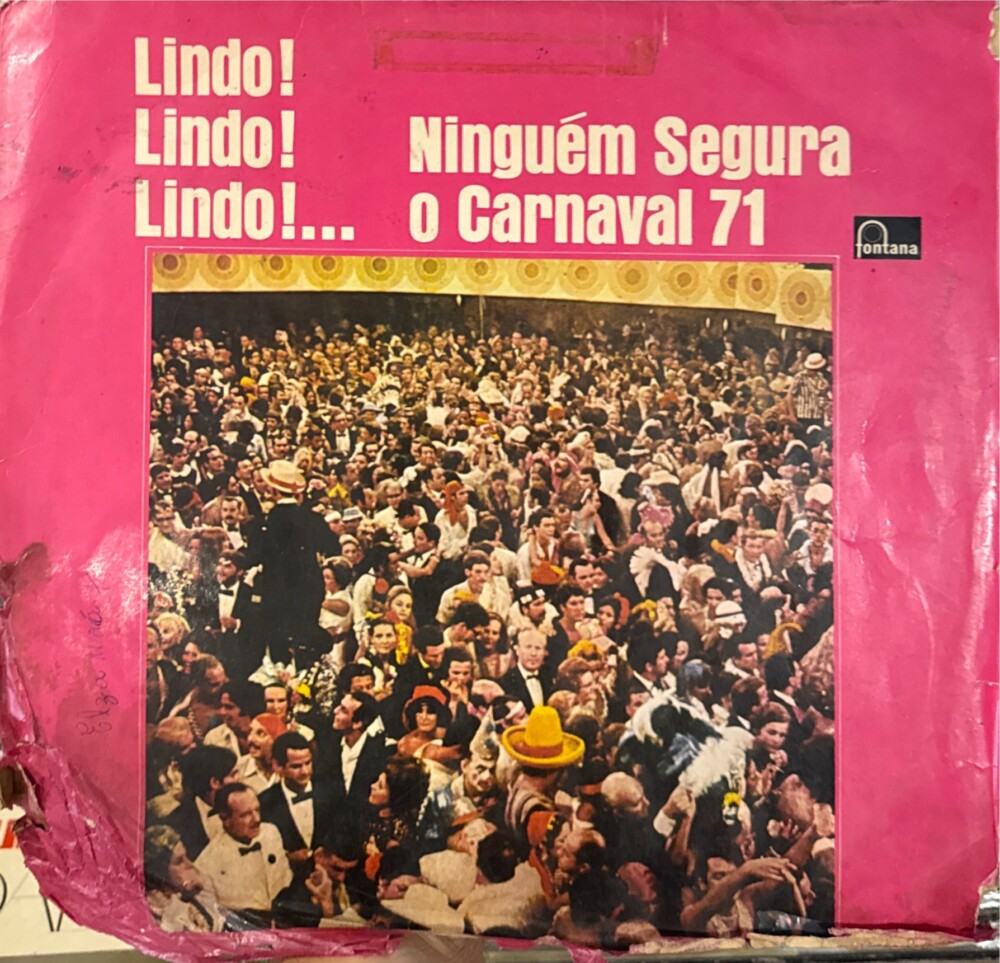 Lindo!
Lindo!
Lindo!...
Ninguém Segura
o Carnaval 71
fontana